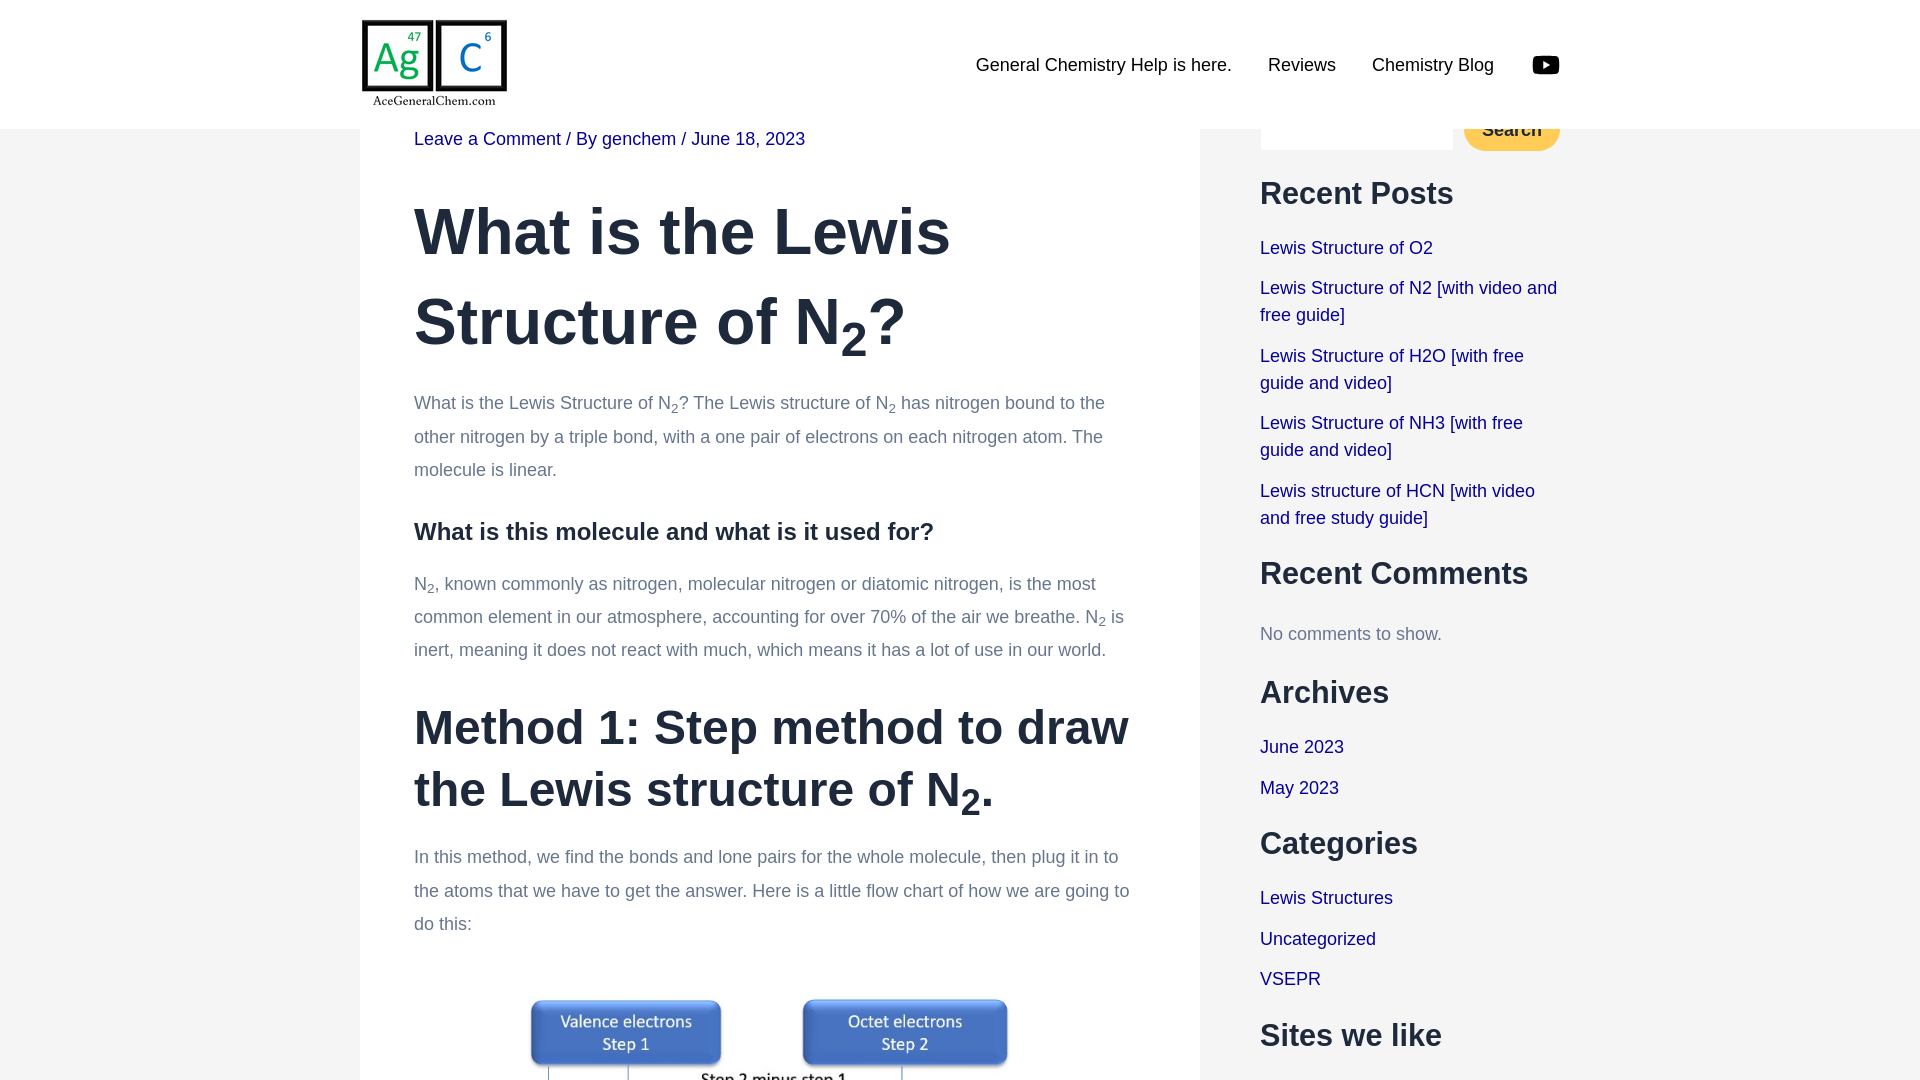 47
Ag
6
C
AceGeneralChem.com
General Chemistry Help is here.
Reviews
Chemistry Blog
Leave a Comment / By genchem / June 18, 2023
What is the Lewis
Structure of N2?
What is the Lewis Structure of N2? The Lewis structure of N2 has nitrogen bound to the
other nitrogen by a triple bond, with a one pair of electrons on each nitrogen atom. The
molecule is linear.
What is this molecule and what is it used for?
N2, known commonly as nitrogen, molecular nitrogen or diatomic nitrogen, is the most
common element in our atmosphere, accounting for over 70% of the air we breathe. N2 is
inert, meaning it does not react with much, which means it has a lot of use in our world.
Method 1: Step method to draw
the Lewis structure of N2.
In this method, we find the bonds and lone pairs for the whole molecule, then plug it in to
the atoms that we have to get the answer. Here is a little flow chart of how we are going to
do this:
Valence electrons
Step 1
Octet electrons
Step 2
Step 2 minus step 1
Search
Recent Posts
Lewis Structure of O2
Lewis Structure of N2 [with video and
free guide]
Lewis Structure of H2O [with free
guide and video]
Lewis Structure of NH3 [with free
guide and video]
Lewis structure of HCN [with video
and free study guide]
Recent Comments
No comments to show.
Archives
June 2023
May 2023
Categories
Lewis Structures
Uncategorized
VSEPR
Sites we like